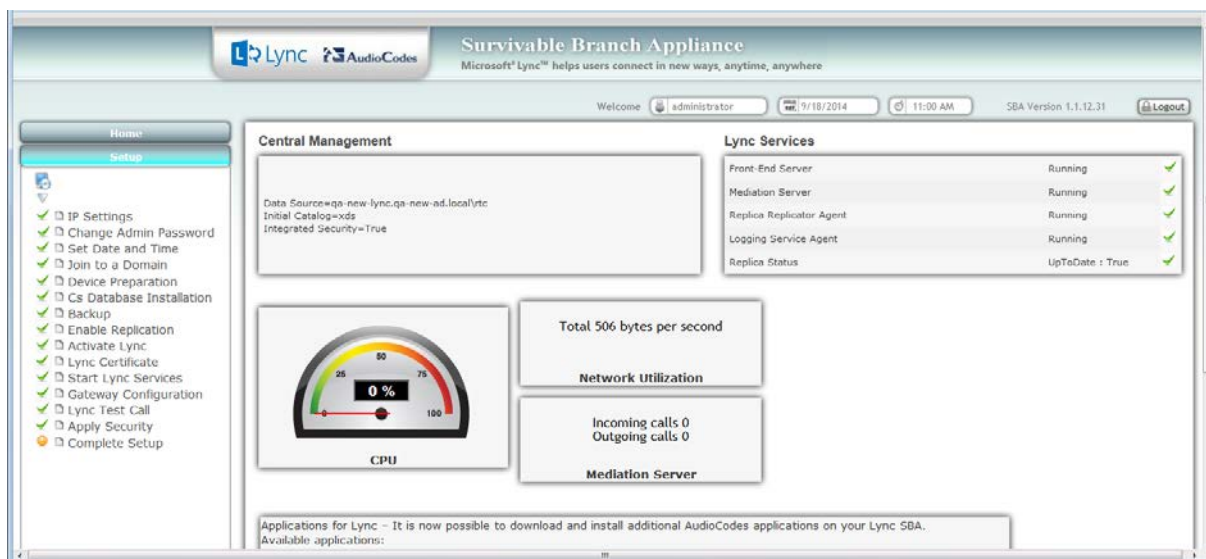 Lync AudioCodes
Survivable Branch Appliance
Microsoft® Lync™ helps users connect in new ways, anytime, anywhere
Welcome administrator 9/18/2014 11:00 AM SBA Version 1.1.12.31 Logout
Home
Setup
IP Settings
Change Admin Password
Set Date and Time
Join to a Domain
Device Preparation
Cs Database Installation
Backup
Enable Replication
Activate Lync
Lync Certificate
Start Lync Services
Gateway Configuration
Lync Test Call
Apply Security
Complete Setup
Central Management
Data Source=qa-new-lync.qa-new-ad.local\rtc
Initial Catalog=xds
Integrated Security=True
Lync Services
Front-End Server Running
Mediation Server Running
Replica Replicator Agent Running
Logging Service Agent Running
Replica Status UpToDate : True
0 25 50 75 100
0 %
CPU
Total 506 bytes per second
Network Utilization
Incoming calls 0
Outgoing calls 0
Mediation Server
Applications for Lync - It is now possible to download and install additional AudioCodes applications on your Lync SBA.
Available applications: